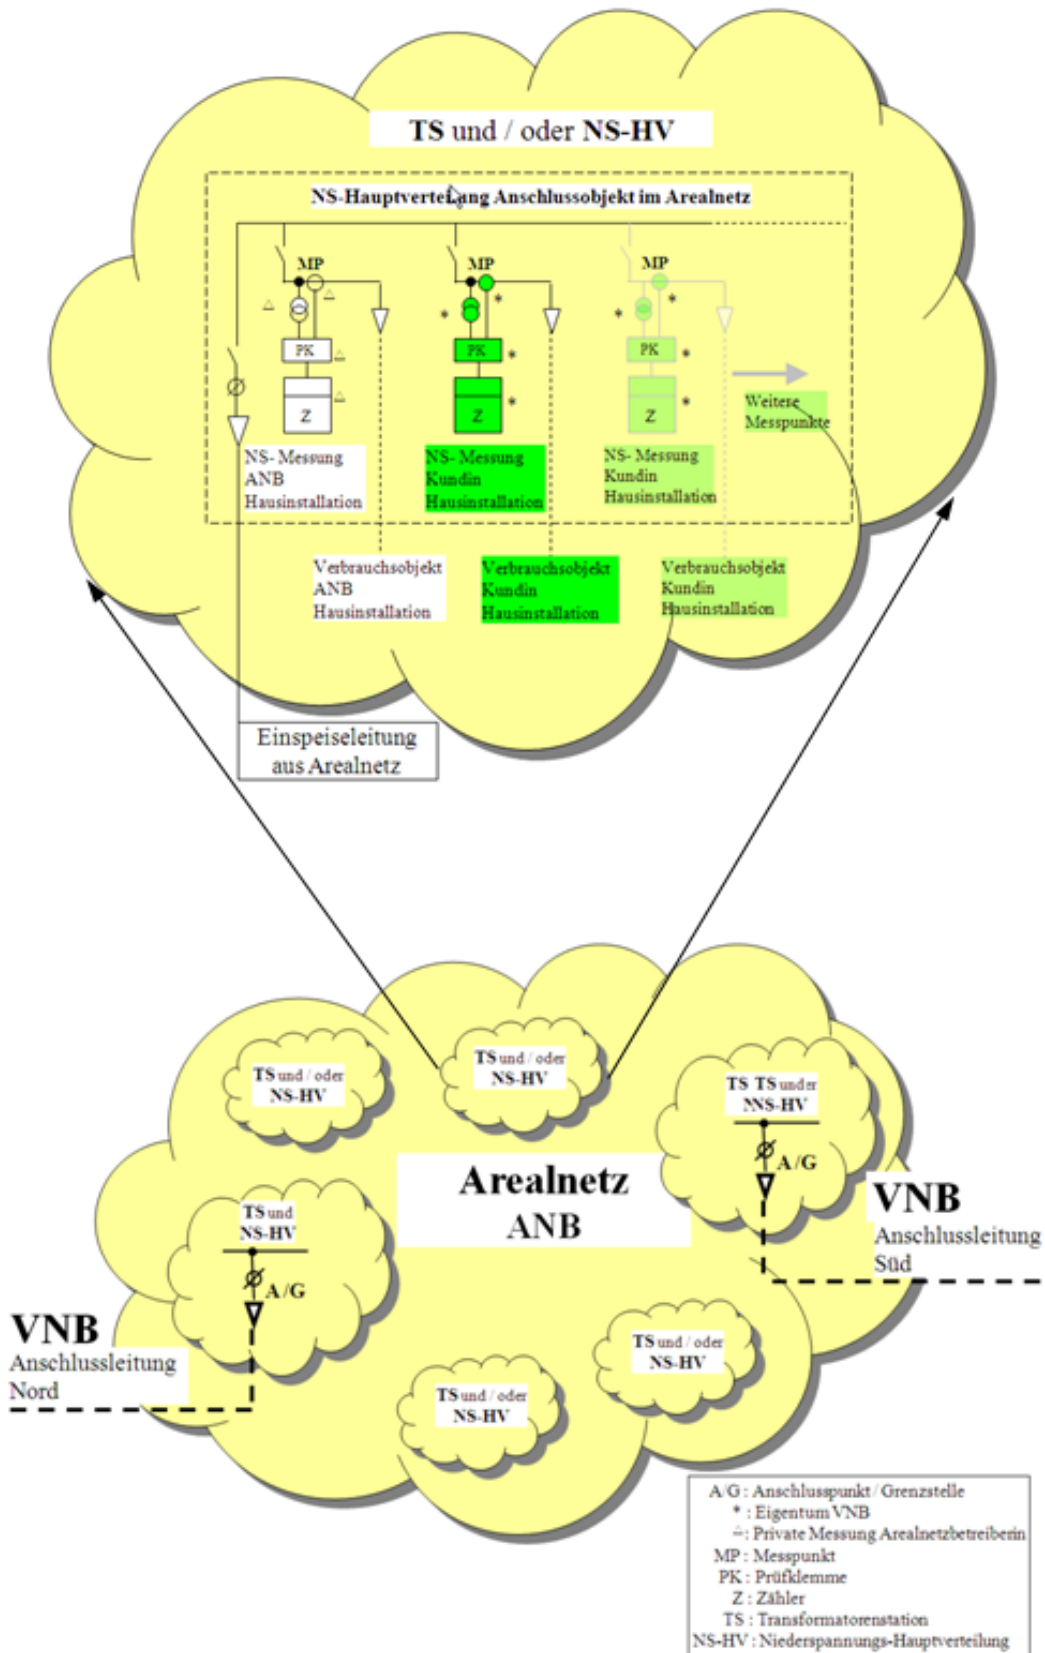 TS und / oder NS-HV
NS-Hauptverteilung Anschlussobjekt im Arealnetz
MP
MP
MP
△
△
*
*
*
*
PK
△
PK
*
PK
*
Z
△
Z
*
Z
*
Weitere
Messpunkte
NS- Messung
ANB
Hausinstallation
NS- Messung
Kundin
Hausinstallation
NS- Messung
Kundin
Hausinstallation
Verbrauchsobjekt
ANB
Hausinstallation
Verbrauchsobjekt
Kundin
Hausinstallation
Verbrauchsobjekt
Kundin
Hausinstallation
Einspeiseleitung
aus Arealnetz
TS und / oder
NS-HV
TS und / oder
NS-HV
TS und
NS-HV
A/G
Arealnetz
ANB
VNB
Anschlussleitung
Süd
TS und
NS-HV
A/G
VNB
Anschlussleitung
Nord
TS und / oder
NS-HV
TS und / oder
NS-HV
A/G : Anschlusspunkt / Grenzstelle
* : Eigentum VNB
△: Private Messung Arealnetzbetreiberin
MP : Messpunkt
PK : Prüfklemme
Z : Zähler
TS : Transformatorenstation
NS-HV : Niederspannungs-Hauptverteilung